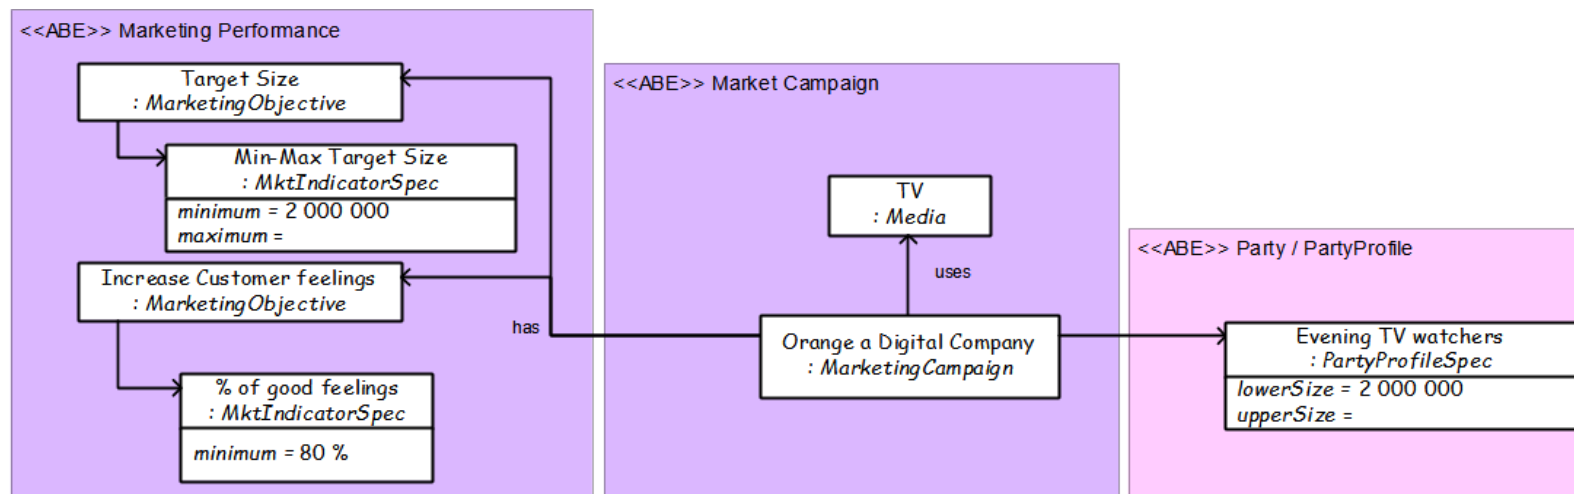 <<ABE>> Marketing Performance
Target Size
: MarketingObjective
Min-Max Target Size
: MktIndicatorSpec
minimum = 2 000 000
maximum =
Increase Customer feelings
: MarketingObjective
% of good feelings
: MktIndicatorSpec
minimum = 80 %
has
<<ABE>> Market Campaign
TV
: Media
uses
Orange a Digital Company
: MarketingCampaign
<<ABE>> Party / PartyProfile
Evening TV watchers
: PartyProfileSpec
lowerSize = 2 000 000
upperSize =